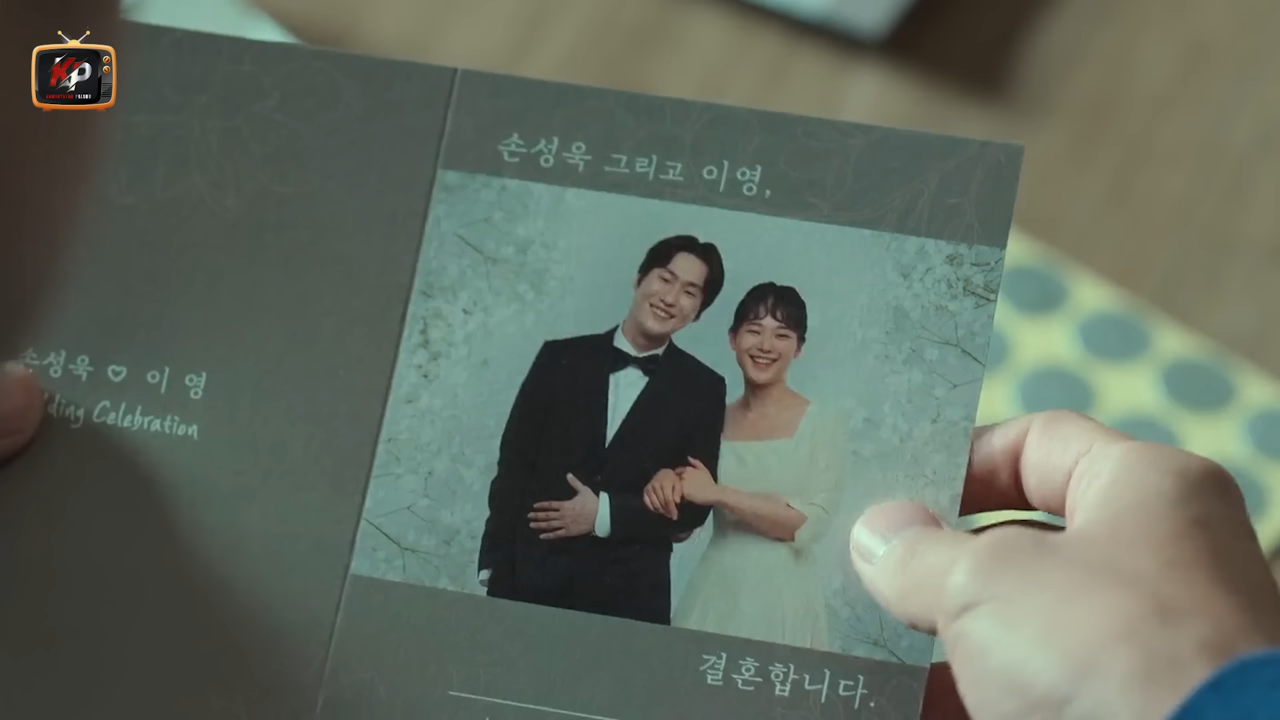 KP
손성욱 그리고 이영,
손성욱 ♡ 이 영
Celebration
결혼합니다.